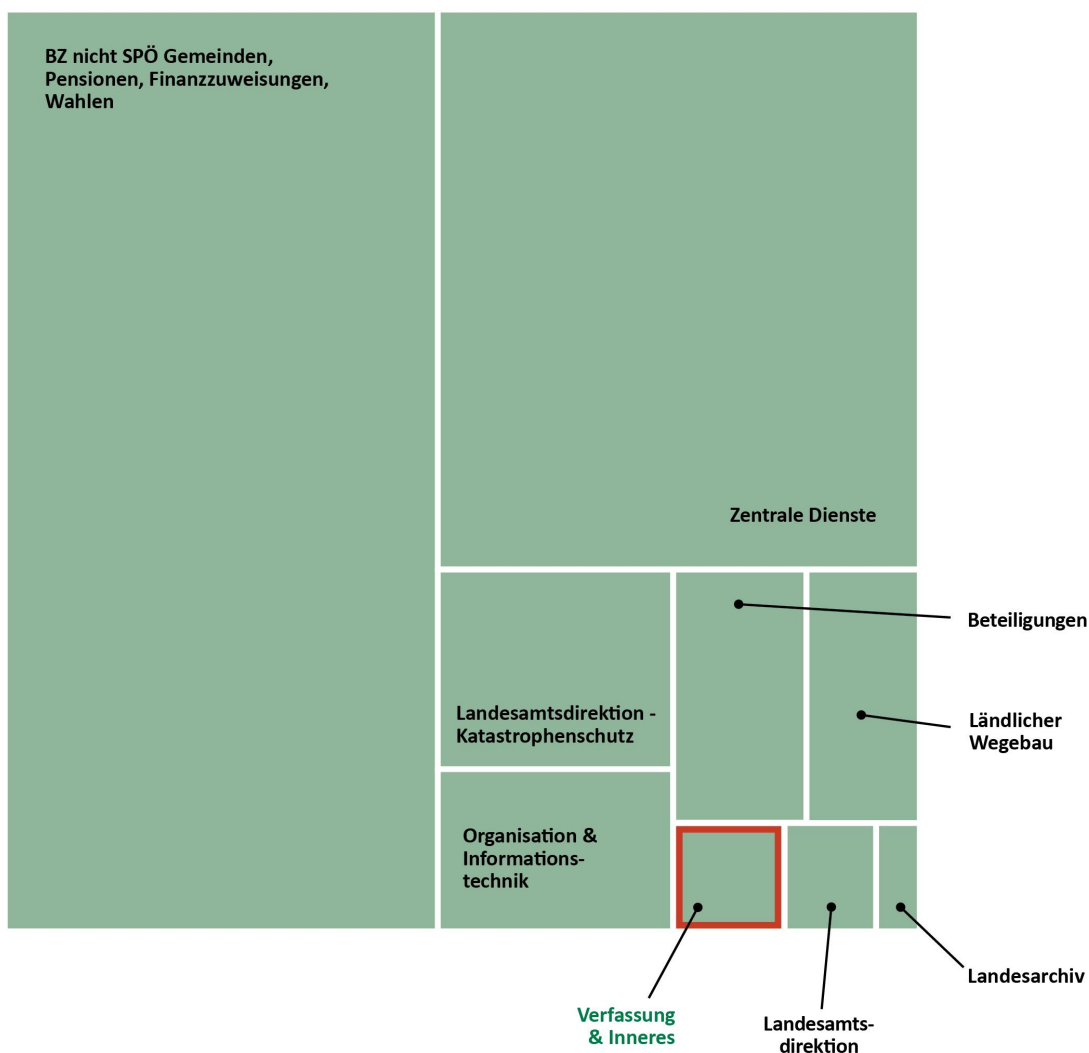 BZ nicht SPÖ Gemeinden,
Pensionen, Finanzzuweisungen,
Wahlen
Zentrale Dienste
Beteiligungen
Landesamtsdirektion -
Katastrophenschutz
Ländlicher
Wegebau
Organisation &
Informations-
technik
Landesarchiv
Verfassung
& Inneres
Landesamts-
direktion